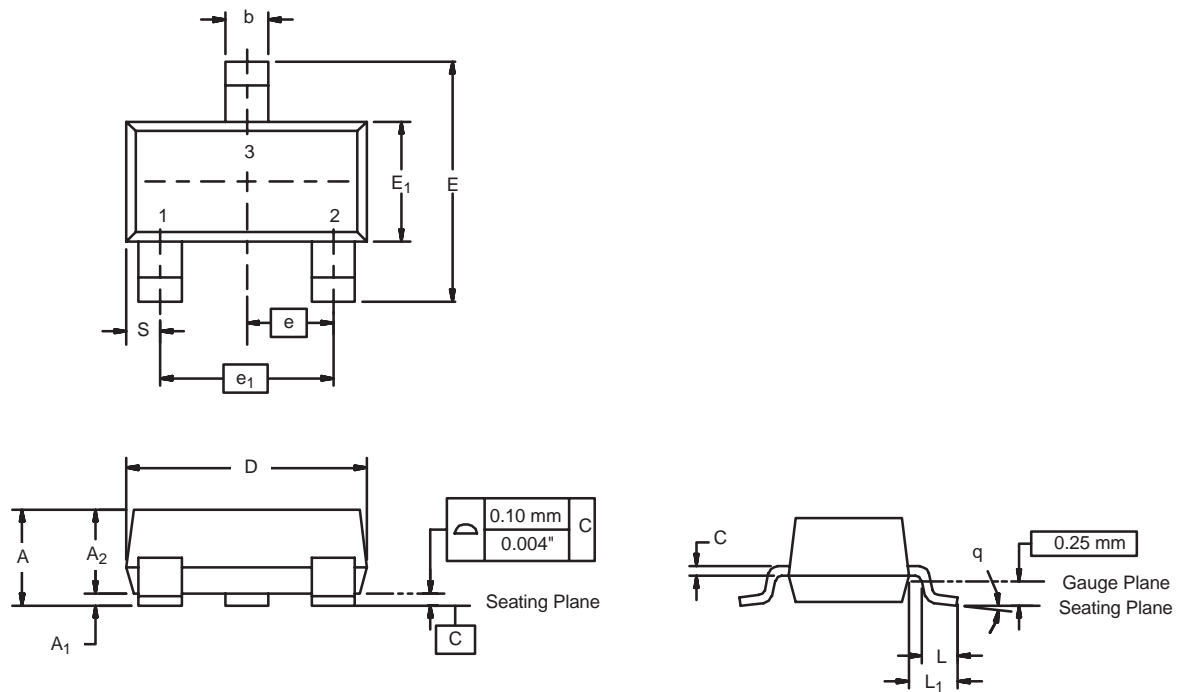 b
3
E₁
E
1
2
S
e
e₁
D
A
A₂
0.10 mm
C
0.004"
Seating Plane
A₁
C
C
q
0.25 mm
Gauge Plane
Seating Plane
L
L₁